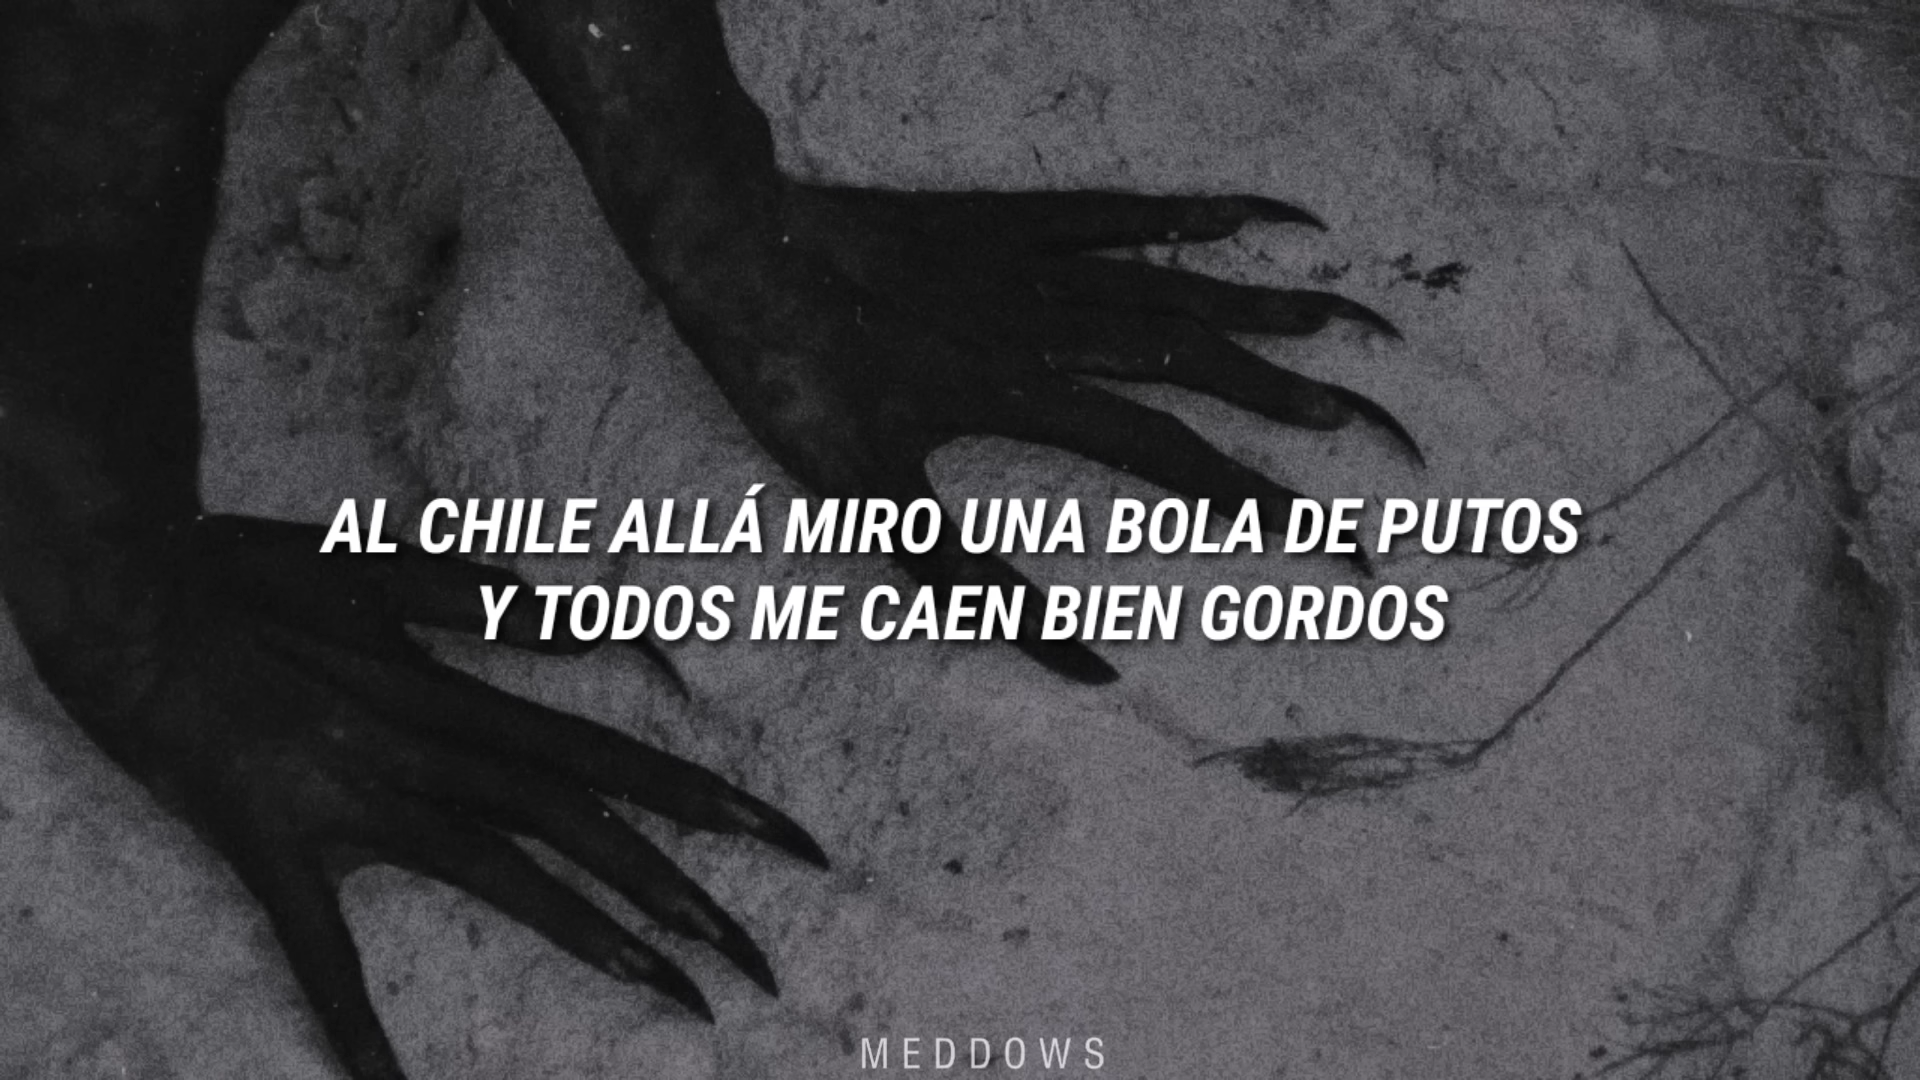 AL CHILE ALLÁ MIRO UNA BOLA DE PUTOS
Y TODOS ME CAEN BIEN GORDOS
MEDDOWS